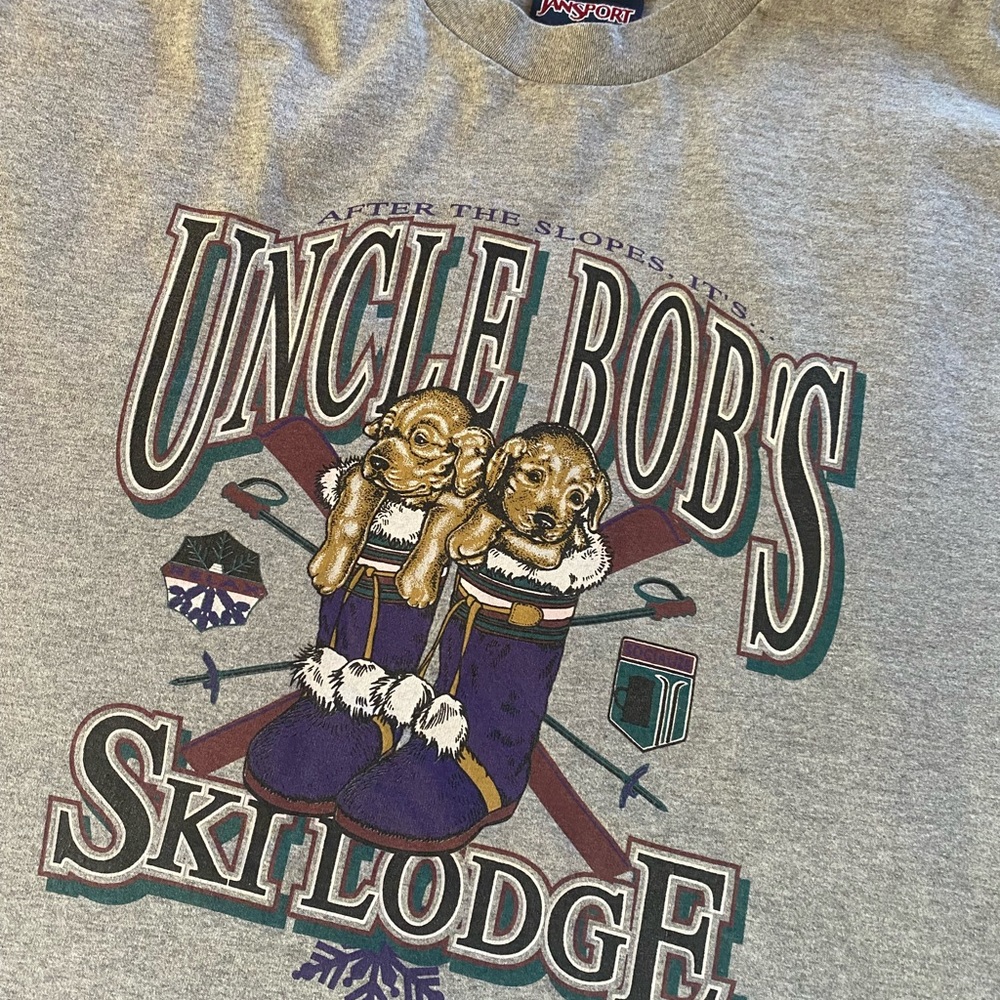 JANSPORT
AFTER THE SLOPES, IT'S...
UNCLE BOB'S
SKI LODGE